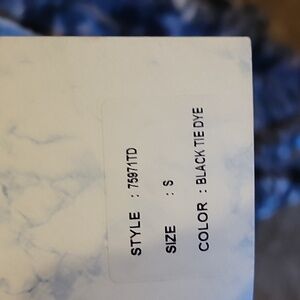 STYLE : 75971TD
SIZE : S
COLOR : BLACK TIE DYE